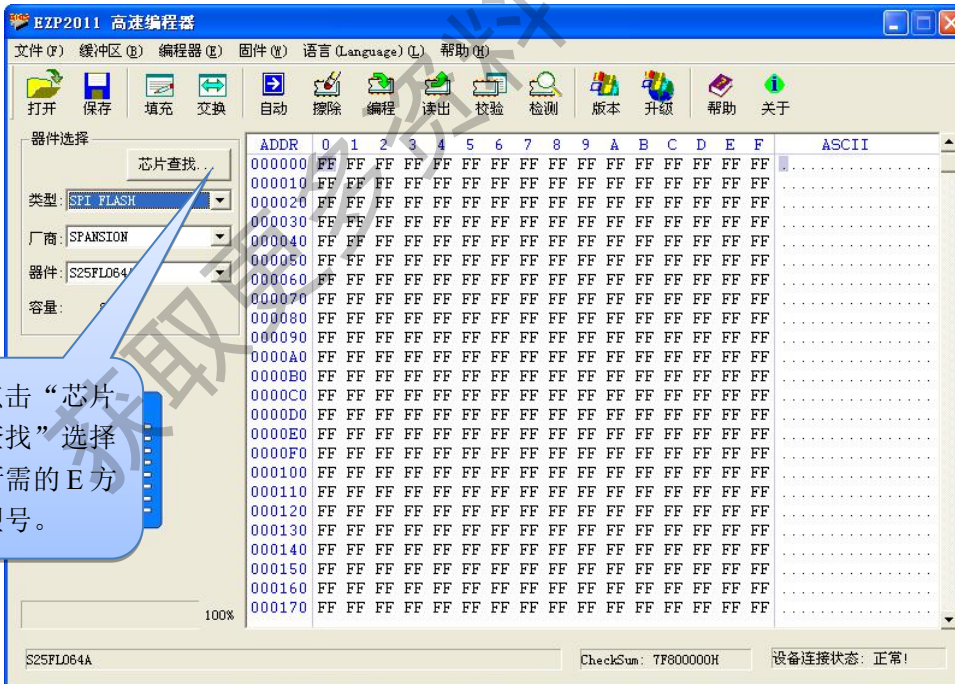 EZP2011 高速编程器
文件(F) 缓冲区(B) 编程器(E) 固件(W) 语言(Language)(L) 帮助(H)
打开 保存 填充 交换 自动 擦除 编程 读出 校验 检测 版本 升级 帮助 关于
器件选择
芯片查找...
类型: SPI FLASH
厂商: SPANSION
器件: S25FL064A
容量:
点击“芯片
查找”选择
所需的E方
型号。
100%
ADDR 0 1 2 3 4 5 6 7 8 9 A B C D E F ASCII
000000 FF FF FF FF FF FF FF FF FF FF FF FF FF FF FF FF ................
000010 FF FF FF FF FF FF FF FF FF FF FF FF FF FF FF FF ................
000020 FF FF FF FF FF FF FF FF FF FF FF FF FF FF FF FF ................
000030 FF FF FF FF FF FF FF FF FF FF FF FF FF FF FF FF ................
000040 FF FF FF FF FF FF FF FF FF FF FF FF FF FF FF FF ................
000050 FF FF FF FF FF FF FF FF FF FF FF FF FF FF FF FF ................
000060 FF FF FF FF FF FF FF FF FF FF FF FF FF FF FF FF ................
000070 FF FF FF FF FF FF FF FF FF FF FF FF FF FF FF FF ................
000080 FF FF FF FF FF FF FF FF FF FF FF FF FF FF FF FF ................
000090 FF FF FF FF FF FF FF FF FF FF FF FF FF FF FF FF ................
0000A0 FF FF FF FF FF FF FF FF FF FF FF FF FF FF FF FF ................
0000B0 FF FF FF FF FF FF FF FF FF FF FF FF FF FF FF FF ................
0000C0 FF FF FF FF FF FF FF FF FF FF FF FF FF FF FF FF ................
0000D0 FF FF FF FF FF FF FF FF FF FF FF FF FF FF FF FF ................
0000E0 FF FF FF FF FF FF FF FF FF FF FF FF FF FF FF FF ................
0000F0 FF FF FF FF FF FF FF FF FF FF FF FF FF FF FF FF ................
000100 FF FF FF FF FF FF FF FF FF FF FF FF FF FF FF FF ................
000110 FF FF FF FF FF FF FF FF FF FF FF FF FF FF FF FF ................
000120 FF FF FF FF FF FF FF FF FF FF FF FF FF FF FF FF ................
000130 FF FF FF FF FF FF FF FF FF FF FF FF FF FF FF FF ................
000140 FF FF FF FF FF FF FF FF FF FF FF FF FF FF FF FF ................
000150 FF FF FF FF FF FF FF FF FF FF FF FF FF FF FF FF ................
000160 FF FF FF FF FF FF FF FF FF FF FF FF FF FF FF FF ................
000170 FF FF FF FF FF FF FF FF FF FF FF FF FF FF FF FF ................
S25FL064A CheckSum: 7F800000H 设备连接状态: 正常!
获取更多资料